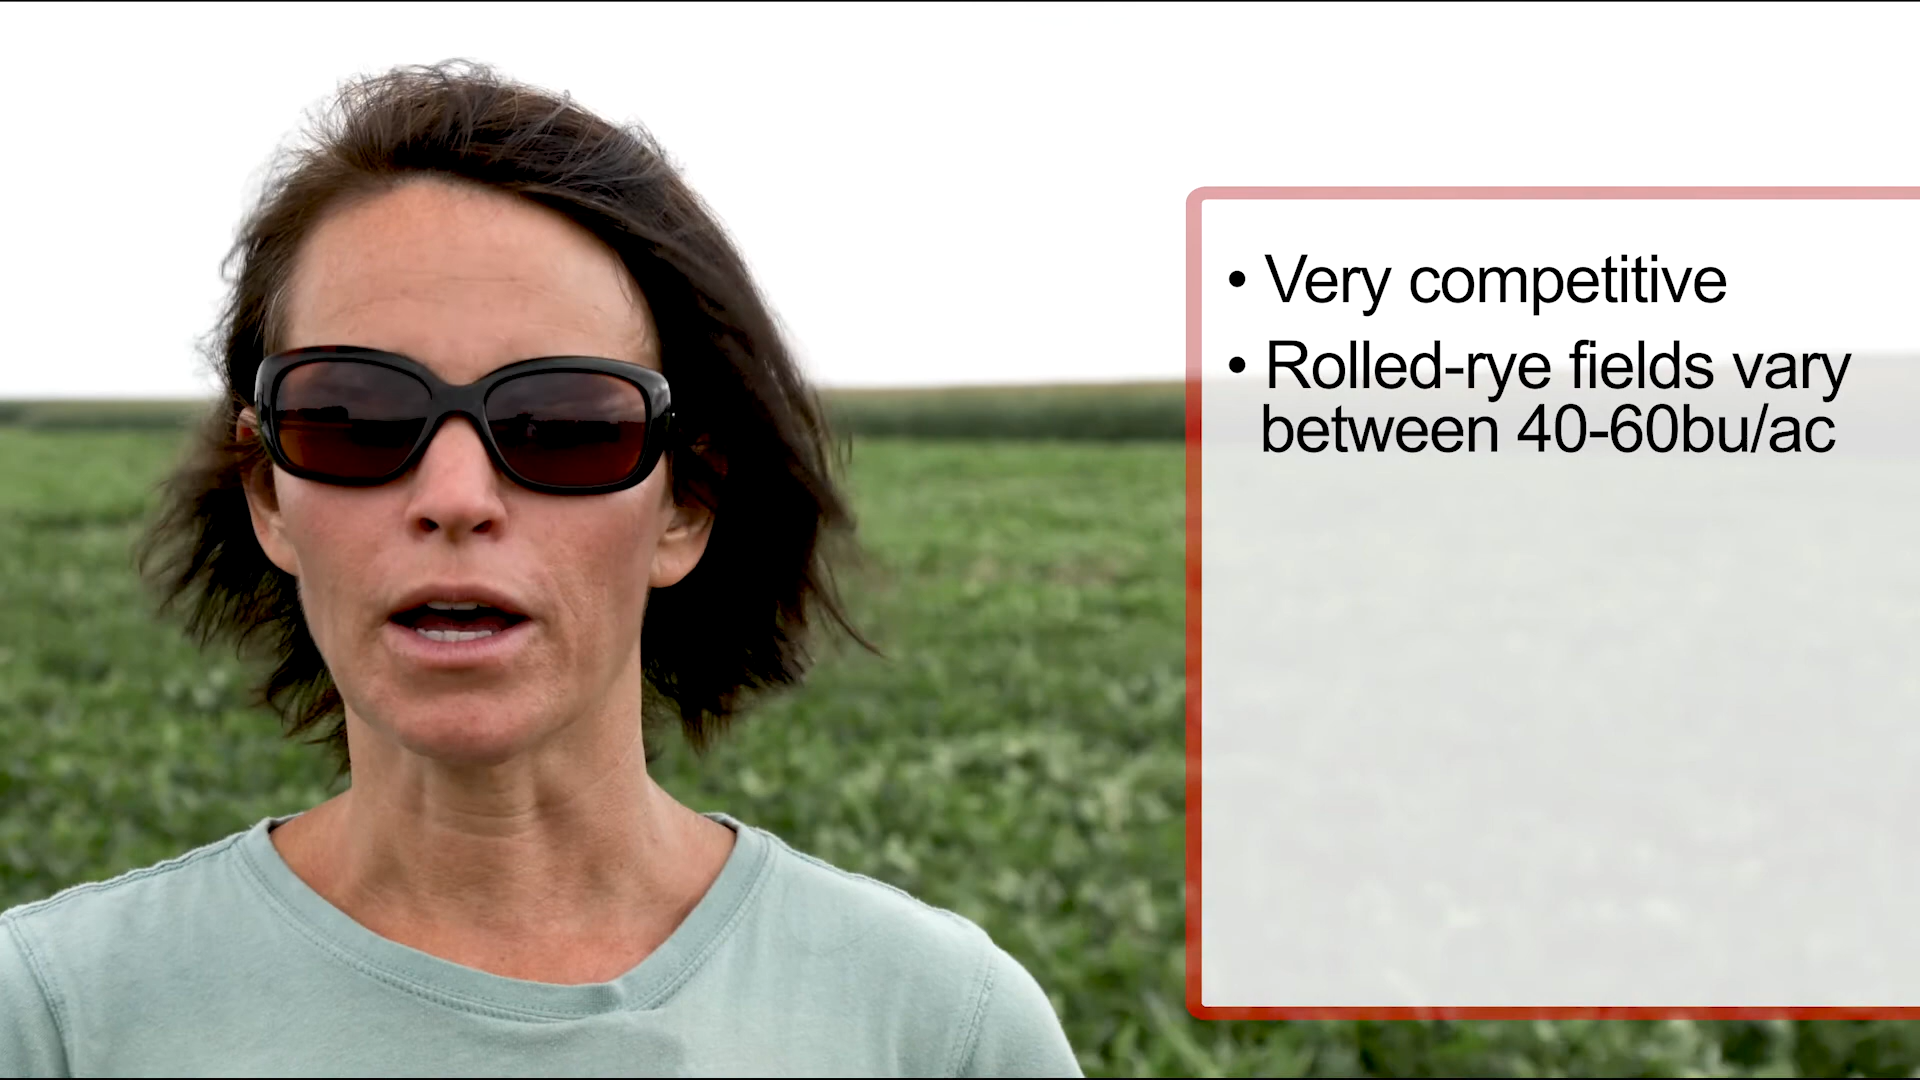 • Very competitive
• Rolled-rye fields vary
between 40-60bu/ac